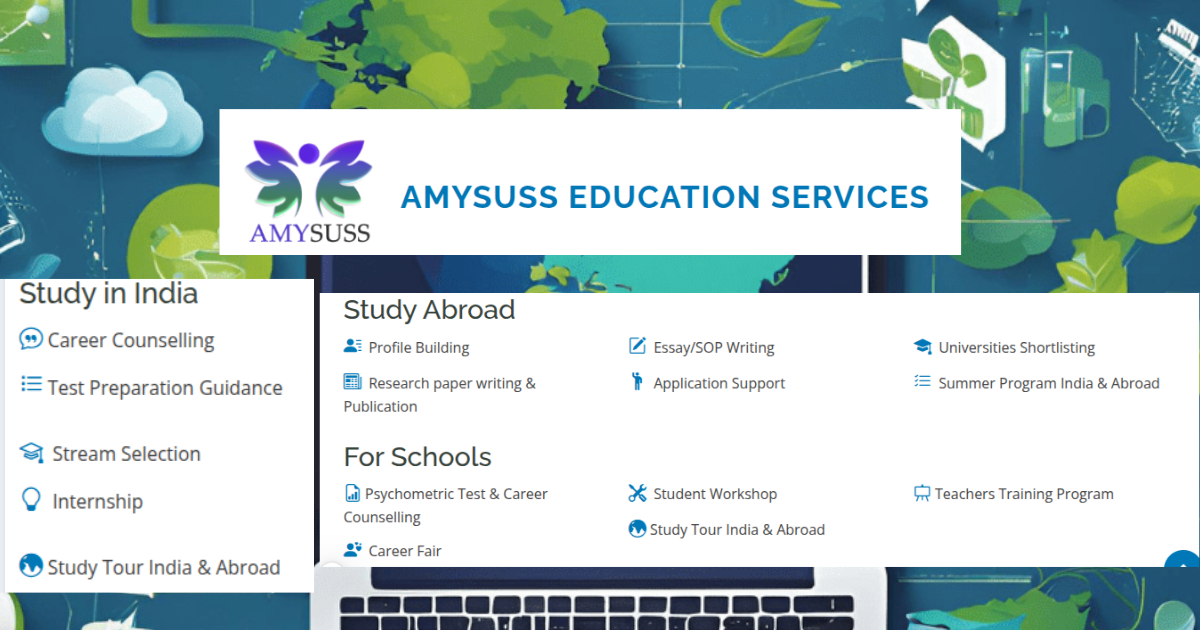 AMYSUSS
AMYSUSS EDUCATION SERVICES
Study in India
Career Counselling
Test Preparation Guidance
Stream Selection
Internship
Study Tour India & Abroad
Study Abroad
Profile Building
Essay/SOP Writing
Universities Shortlisting
Research paper writing &
Publication
Application Support
Summer Program India & Abroad
For Schools
Psychometric Test & Career
Counselling
Student Workshop
Teachers Training Program
Study Tour India & Abroad
Career Fair